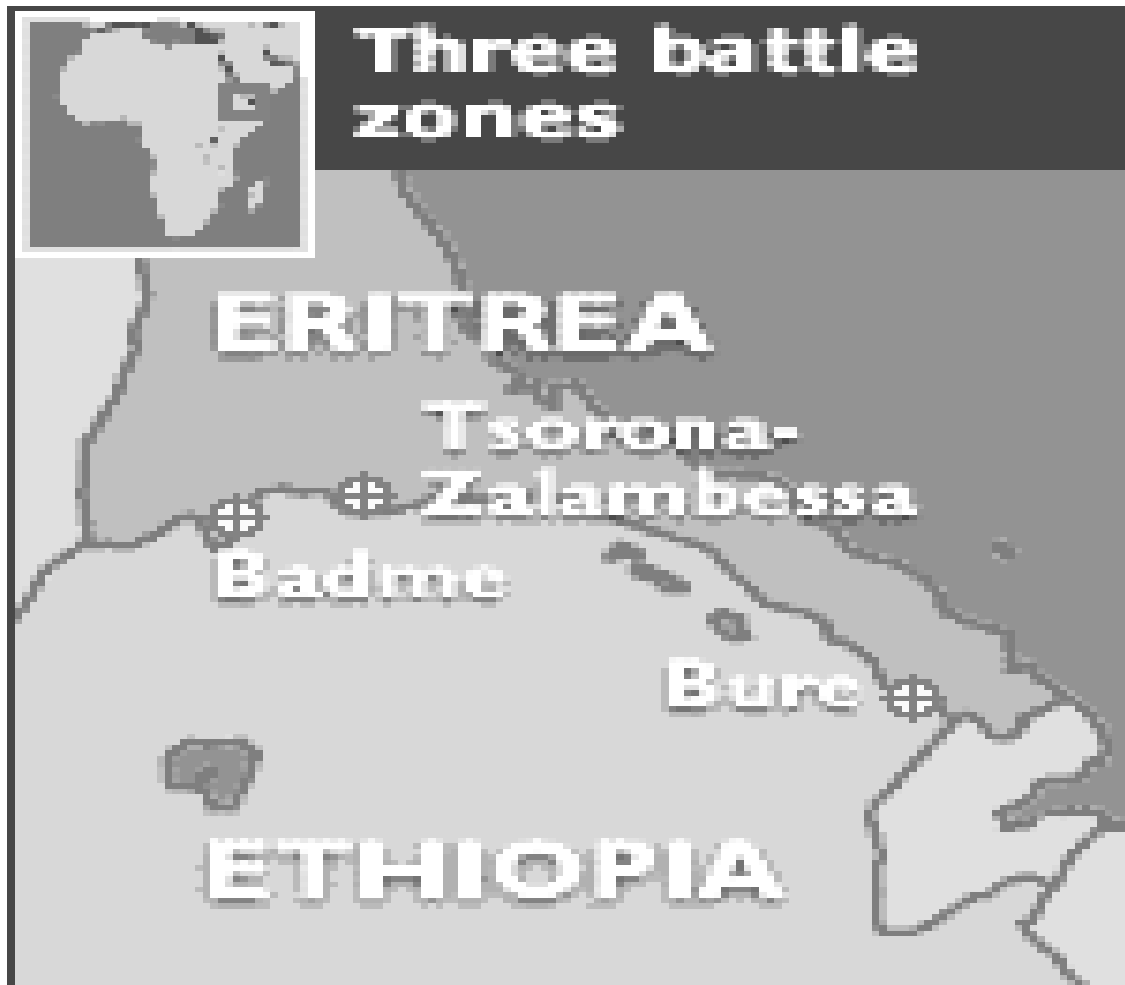 Three battle
zones
ERITREA
Tsorona-
Zalambessa
Badme
Bure
ETHIOPIA